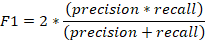 F1 = 2 * (precision * recall) / (precision + recall)